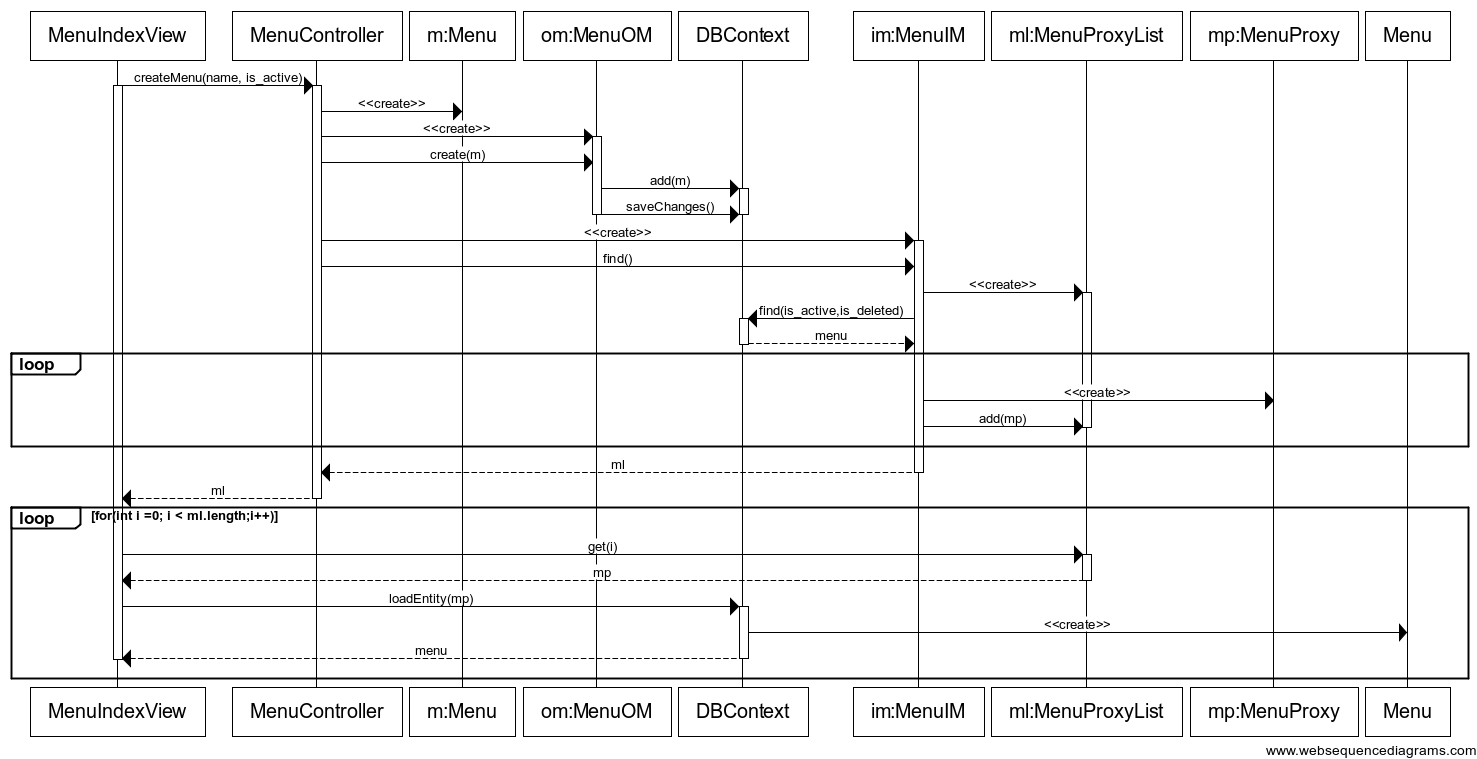 MenuIndexView MenuController m:Menu om:MenuOM DBContext im:MenuIM ml:MenuProxyList mp:MenuProxy Menu
createMenu(name, is_active)
<<create>>
<<create>>
create(m)
add(m)
saveChanges()
<<create>>
find()
<<create>>
find(is_active,is_deleted)
menu
loop
<<create>>
add(mp)
ml
ml
loop [for(int i =0; i < ml.length;i++)]
get(i)
mp
loadEntity(mp)
<<create>>
menu
MenuIndexView MenuController m:Menu om:MenuOM DBContext im:MenuIM ml:MenuProxyList mp:MenuProxy Menu
www.websequencediagrams.com